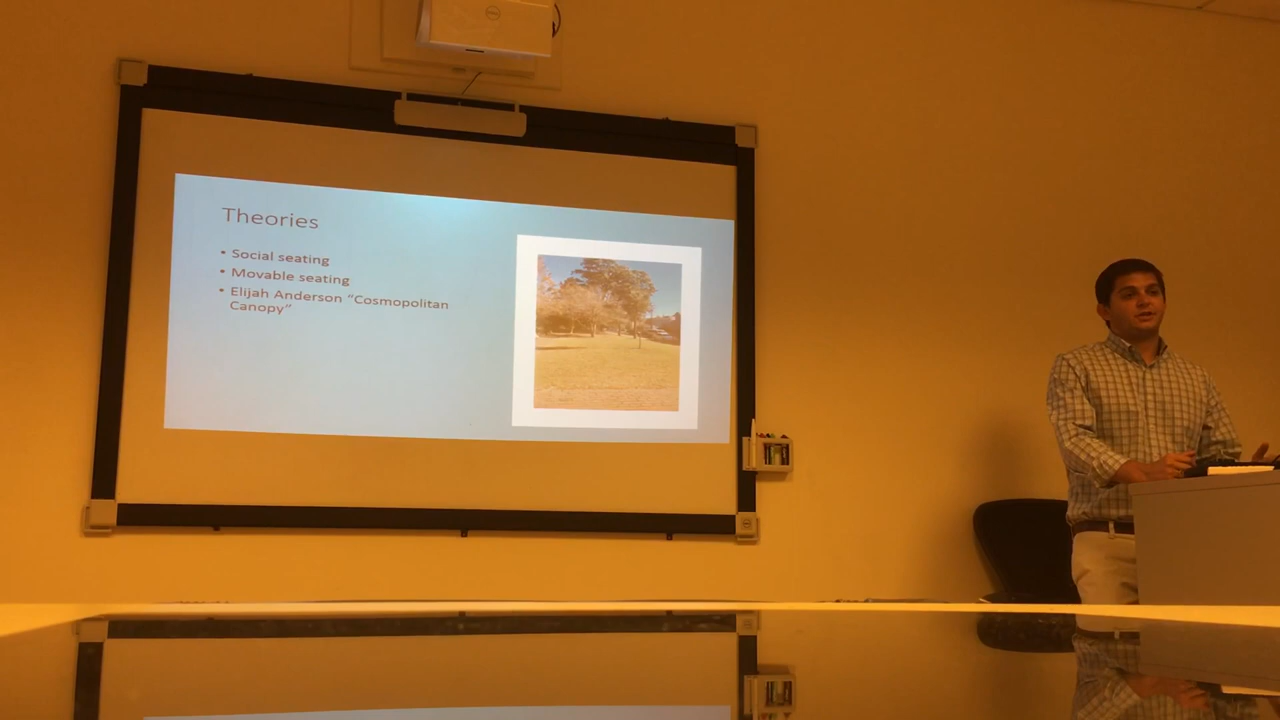 Theories
• Social seating
• Movable seating
• Elijah Anderson “Cosmopolitan
Canopy”